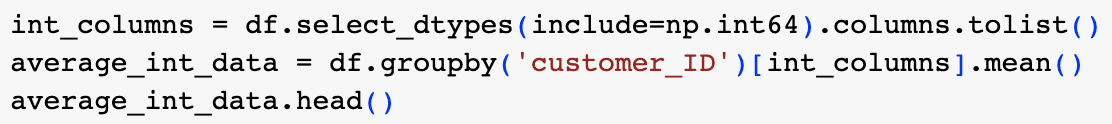 int_columns = df.select_dtypes(include=np.int64).columns.tolist()
average_int_data = df.groupby('customer_ID')[int_columns].mean()
average_int_data.head()